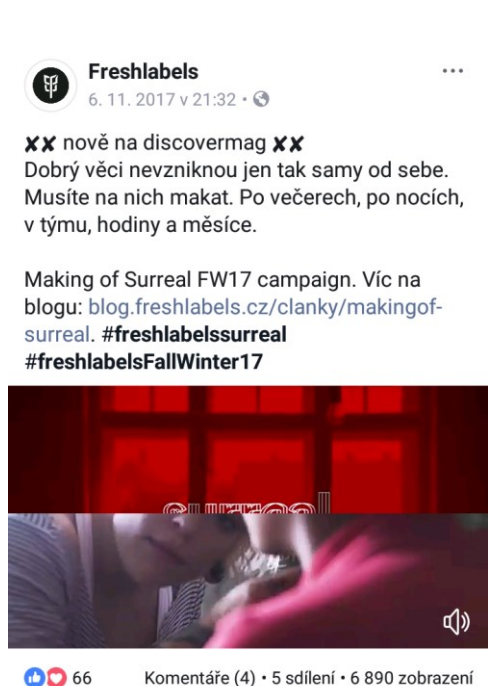 Freshlabels
6. 11. 2017 v 21:32 •
✘✘ nově na discovermag ✘✘
Dobrý věci nevzniknou jen tak samy od sebe.
Musíte na nich makat. Po večerech, po nocích,
v týmu, hodiny a měsíce.
Making of Surreal FW17 campaign. Víc na
blogu: blog.freshlabels.cz/clanky/makingof-
surreal. #freshlabelssurreal
#freshlabelsFallWinter17
66 Komentáře (4) • 5 sdílení • 6 890 zobrazení